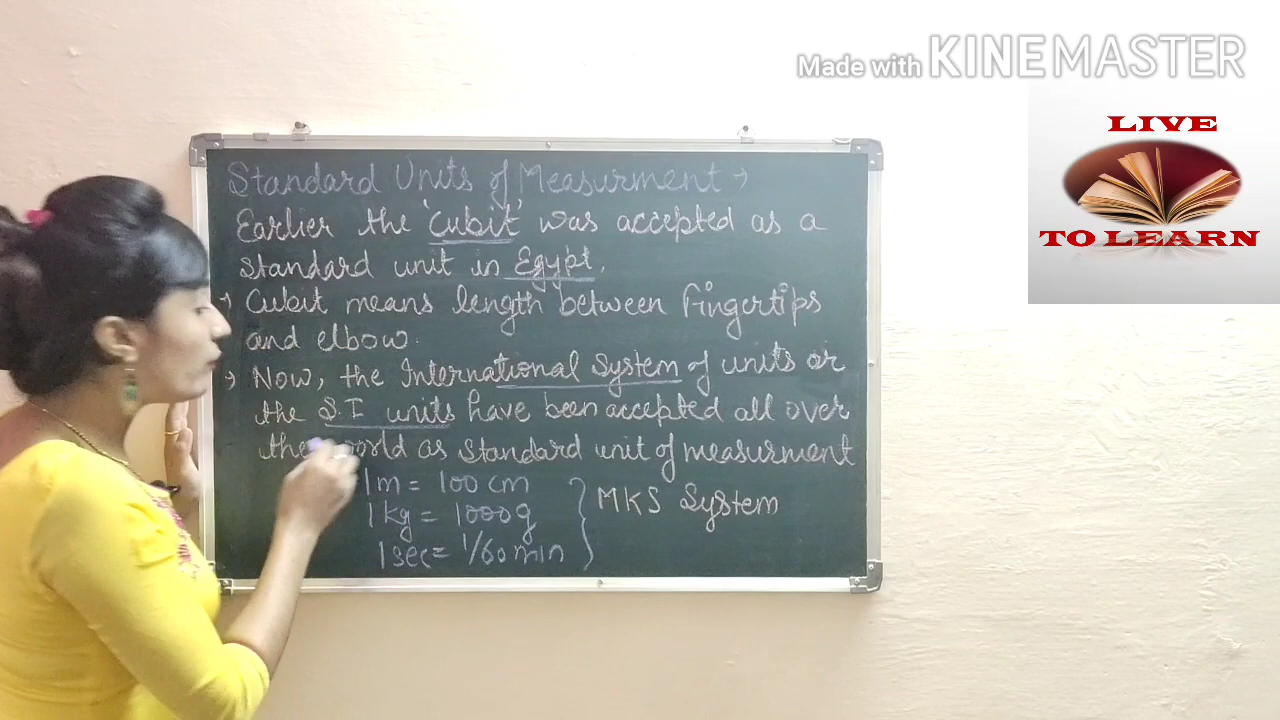 Made with KINEMASTER
LIVE
TO LEARN
Standard Units of Measurment →
Earlier the 'cubit' was accepted as a
standard unit in Egypt.
→ Cubit means length between fingertips
and elbow.
→ Now, the International System of units or
the S.I units have been accepted all over
the world as standard unit of measurment
1m = 100 cm
1kg = 1000g
1sec = 1/60 min
} MKS System